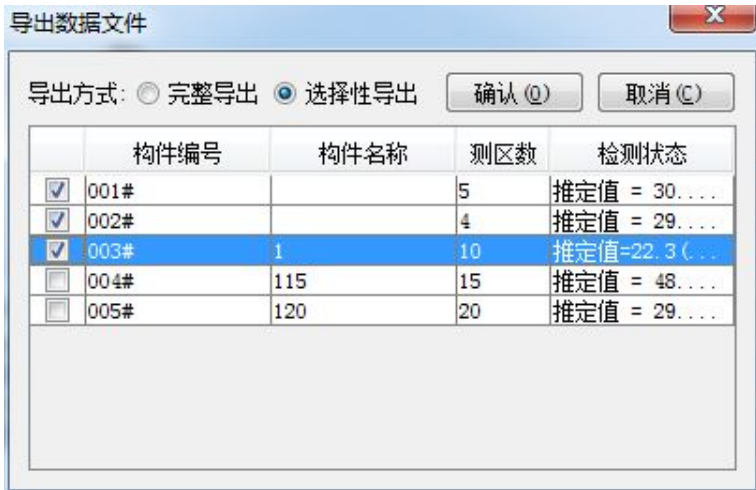 导出数据文件
导出方式: 完整导出 选择性导出 确认(O) 取消(C)
构件编号 构件名称 测区数 检测状态
001# 5 推定值 = 30....
002# 4 推定值 = 29....
003# 1 10 推定值=22.3(...
004# 115 15 推定值 = 48....
005# 120 20 推定值 = 29....